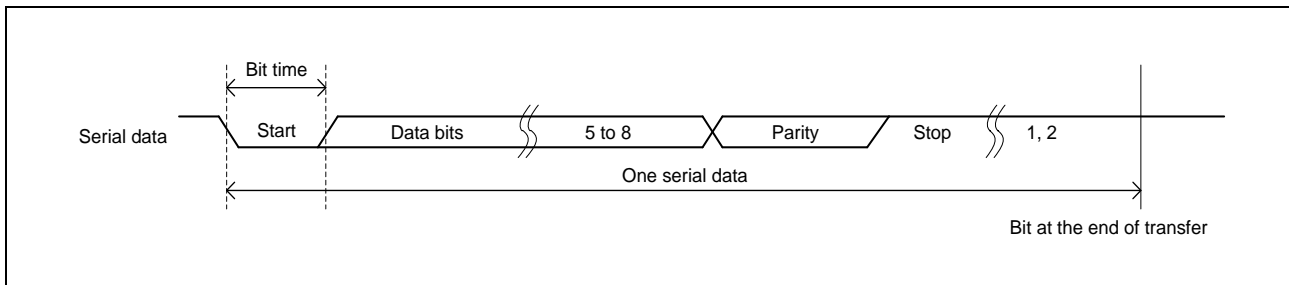 Bit time
Serial data Start Data bits 5 to 8 Parity Stop 1, 2
One serial data
Bit at the end of transfer